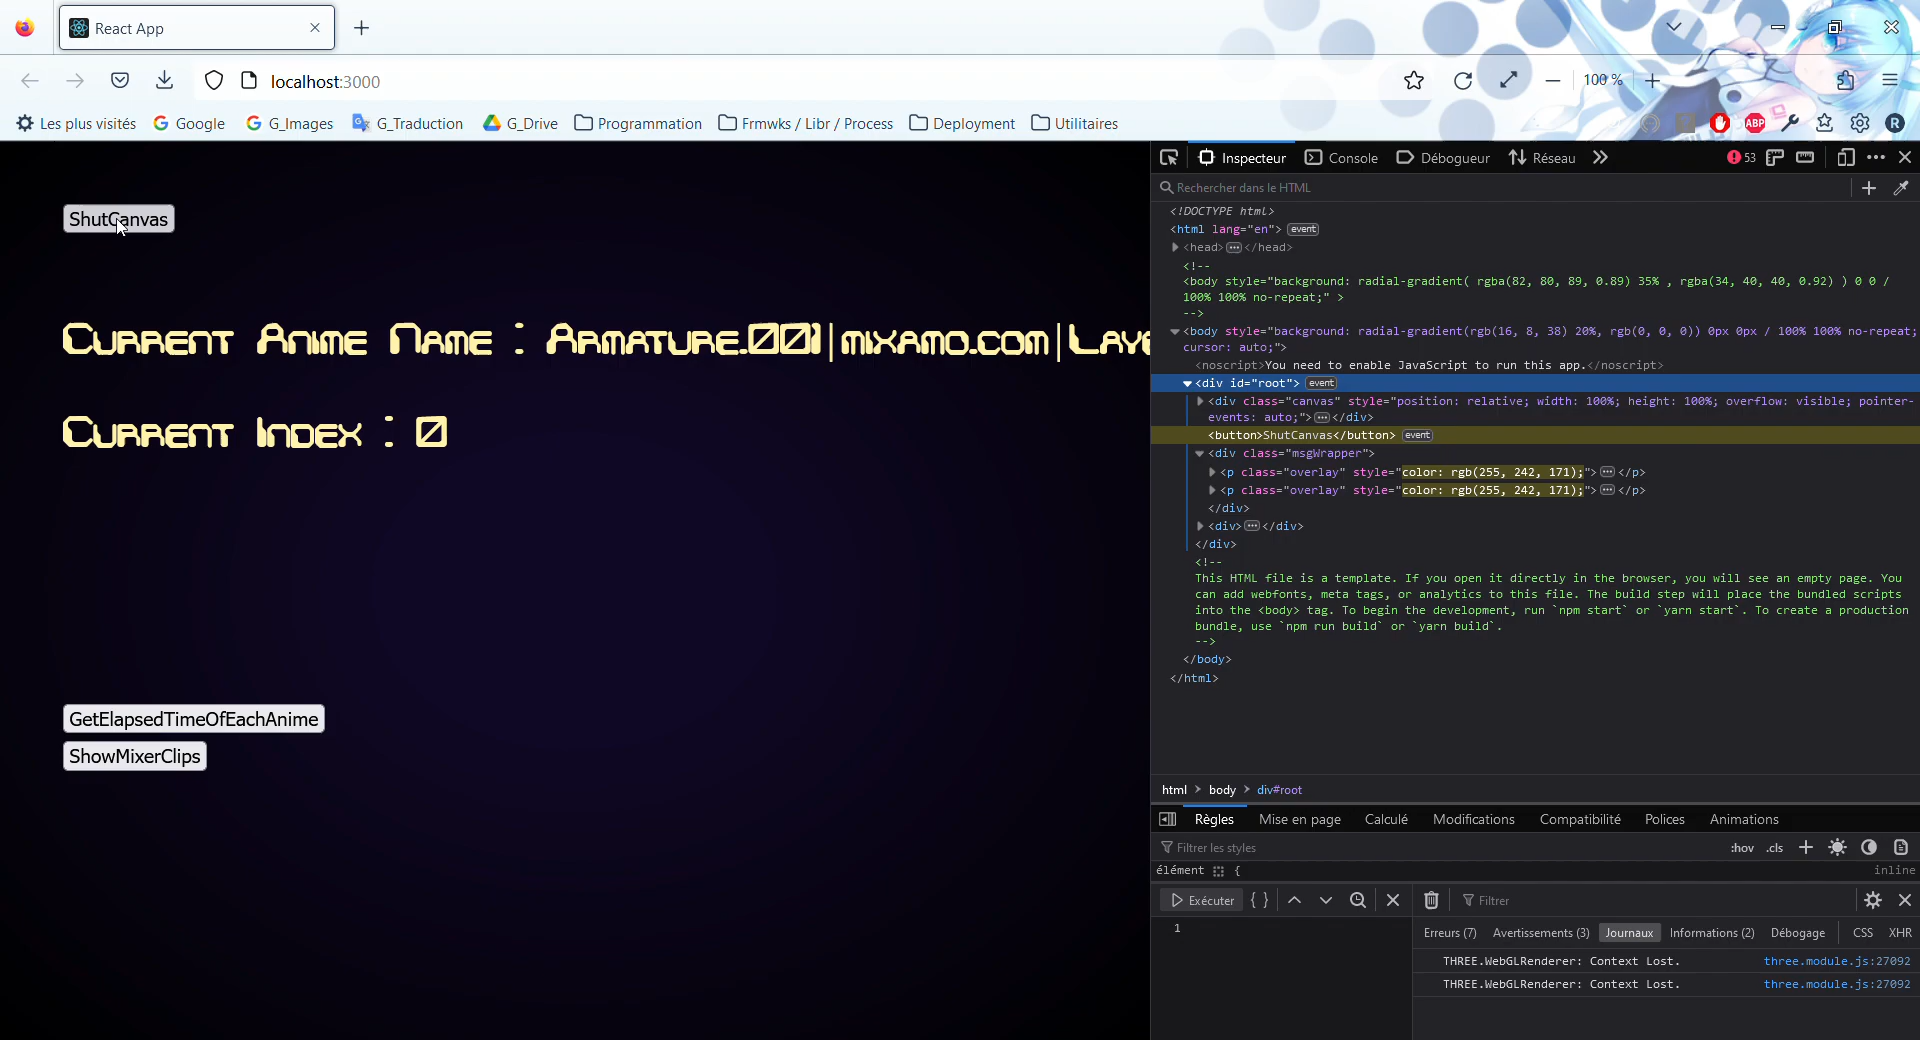 React App
localhost:3000
100 %
Les plus visités
Google
G_Images
G_Traduction
G_Drive
Programmation
Frmwks / Libr / Process
Deployment
Utilitaires
ABP
R
ShutCanvas
Current Anime Name : Armature.001|mixamo.com|Laye
Current Index : 0
GetElapsedTimeOfEachAnime
ShowMixerClips
Inspecteur
Console
Débogueur
Réseau
53
Rechercher dans le HTML
<!DOCTYPE html>
<html lang="en"> event
<head> </head>
<!--
<body style="background: radial-gradient( rgba(82, 80, 89, 0.89) 35% , rgba(34, 40, 40, 0.92) ) 0 0 /
100% 100% no-repeat;" >
-->
<body style="background: radial-gradient(rgb(16, 8, 38) 20%, rgb(0, 0, 0)) 0px 0px / 100% 100% no-repeat;
cursor: auto;">
<noscript>You need to enable JavaScript to run this app.</noscript>
<div id="root"> event
<div class="canvas" style="position: relative; width: 100%; height: 100%; overflow: visible; pointer-
events: auto;"> </div>
<button>ShutCanvas</button> event
<div class="msgWrapper">
<p class="overlay" style="color: rgb(255, 242, 171);"> </p>
<p class="overlay" style="color: rgb(255, 242, 171);"> </p>
</div>
<div> </div>
</div>
<!--
This HTML file is a template. If you open it directly in the browser, you will see an empty page. You
can add webfonts, meta tags, or analytics to this file. The build step will place the bundled scripts
into the <body> tag. To begin the development, run `npm start` or `yarn start`. To create a production
bundle, use `npm run build` or `yarn build`.
-->
</body>
</html>
html > body > div#root
Règles
Mise en page
Calculé
Modifications
Compatibilité
Polices
Animations
Filtrer les styles
:hov .cls
élément {
inline
Exécuter
{ }
Filtrer
1
Erreurs (7)
Avertissements (3)
Journaux
Informations (2)
Débogage
CSS
XHR
THREE.WebGLRenderer: Context Lost. three.module.js:27092
THREE.WebGLRenderer: Context Lost. three.module.js:27092